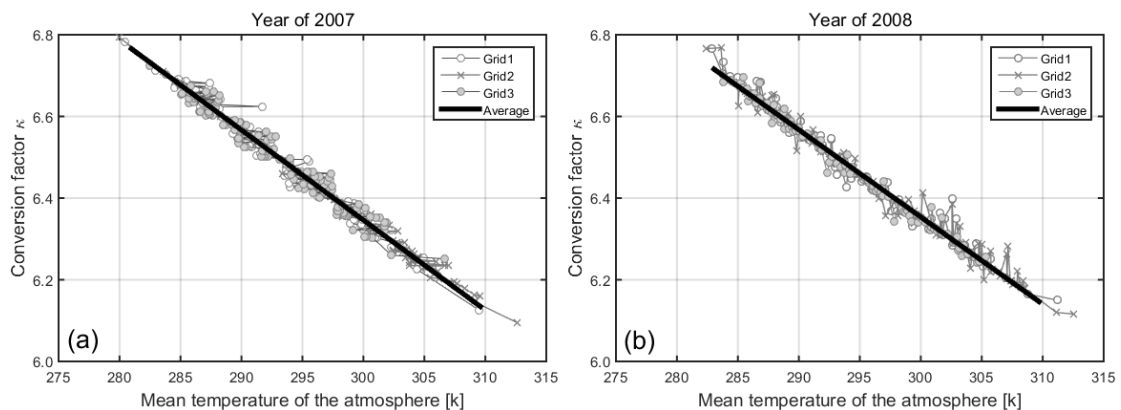 Year of 2007
Conversion factor κ
6.8
6.6
6.4
6.2
6.0
Grid1
Grid2
Grid3
Average
(a)
275 280 285 290 295 300 305 310 315
Mean temperature of the atmosphere [k]
Year of 2008
Conversion factor κ
6.8
6.6
6.4
6.2
6.0
Grid1
Grid2
Grid3
Average
(b)
275 280 285 290 295 300 305 310 315
Mean temperature of the atmosphere [k]